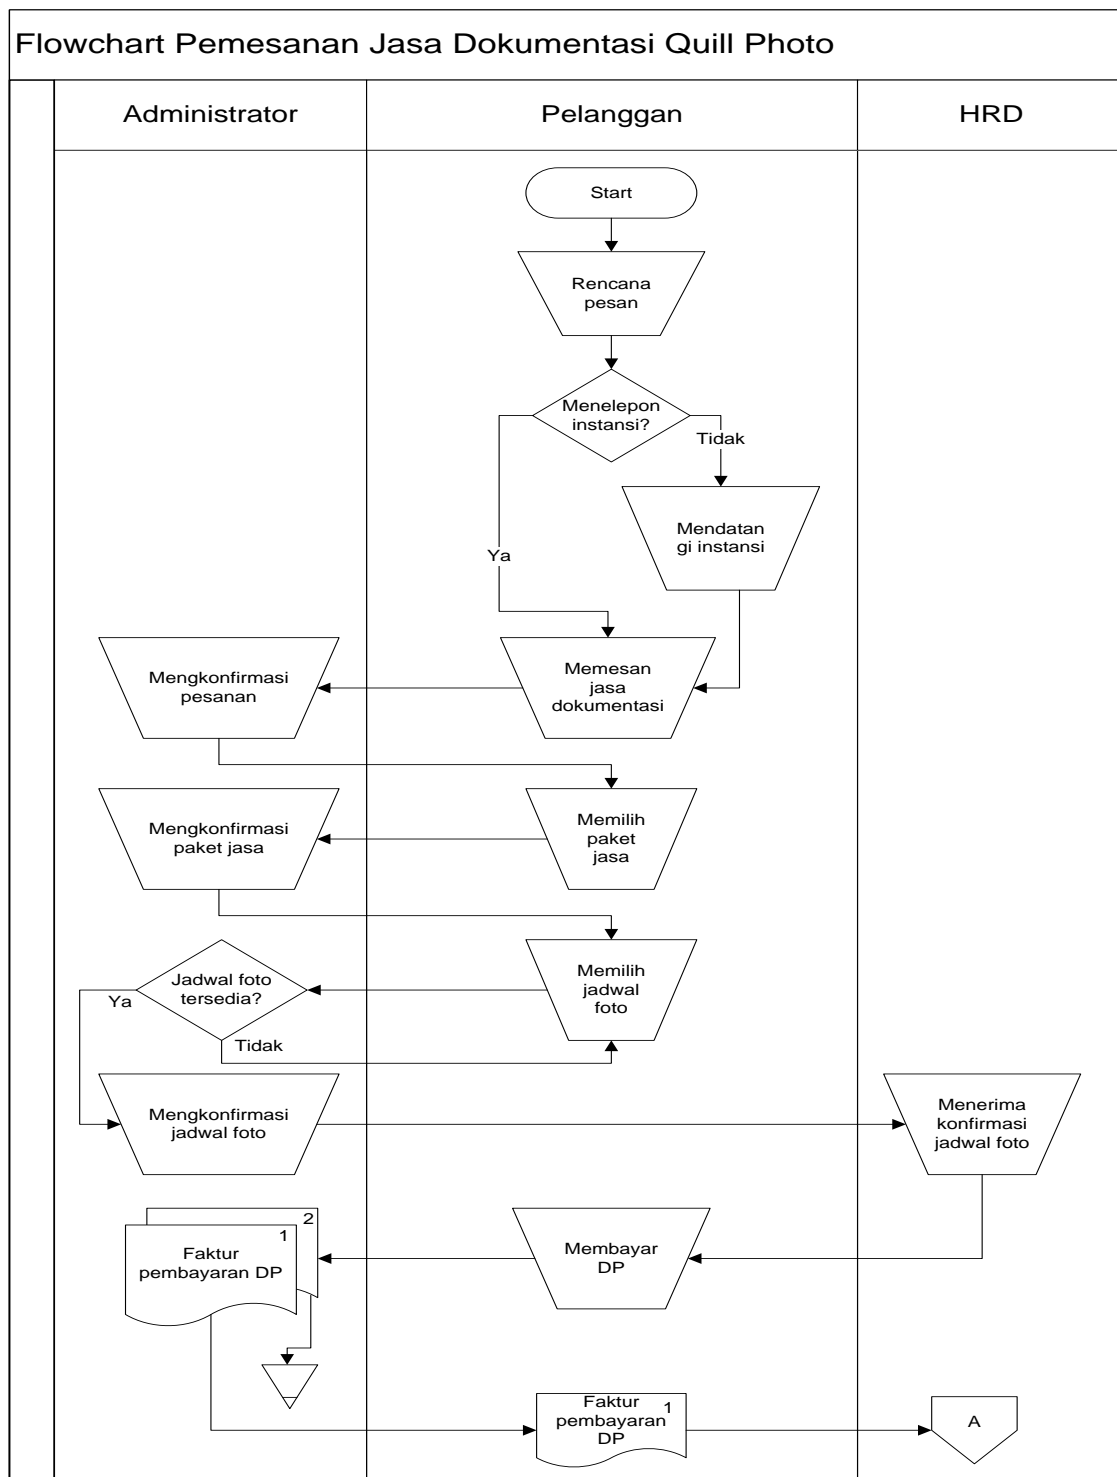 Flowchart Pemesanan Jasa Dokumentasi Quill Photo
Administrator
Pelanggan
HRD
Start
Rencana
pesan
Menelepon
instansi?
Tidak
Mendatan
gi instansi
Ya
Mengkonfirmasi
pesanan
Memesan
jasa
dokumentasi
Mengkonfirmasi
paket jasa
Memilih
paket
jasa
Jadwal foto
tersedia?
Ya
Tidak
Memilih
jadwal
foto
Mengkonfirmasi
jadwal foto
Menerima
konfirmasi
jadwal foto
2
1
Faktur
pembayaran DP
Membayar
DP
Faktur
1
pembayaran
DP
A